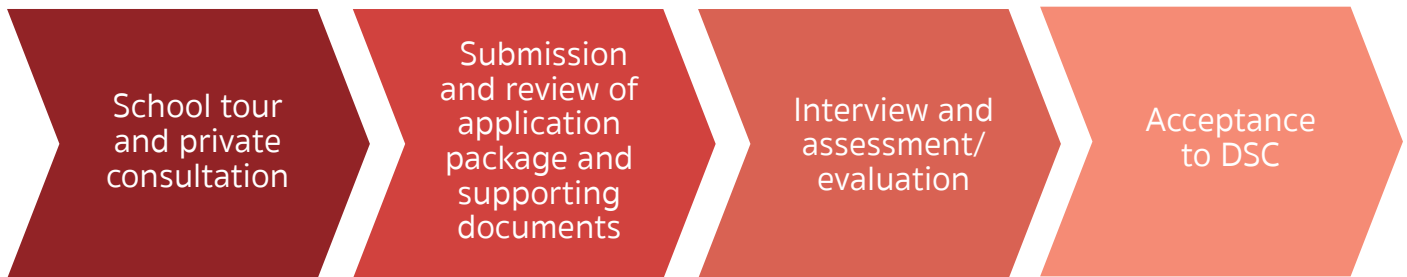 School tour
and private
consultation
Submission
and review of
application
package and
supporting
documents
Interview and
assessment/
evaluation
Acceptance
to DSC